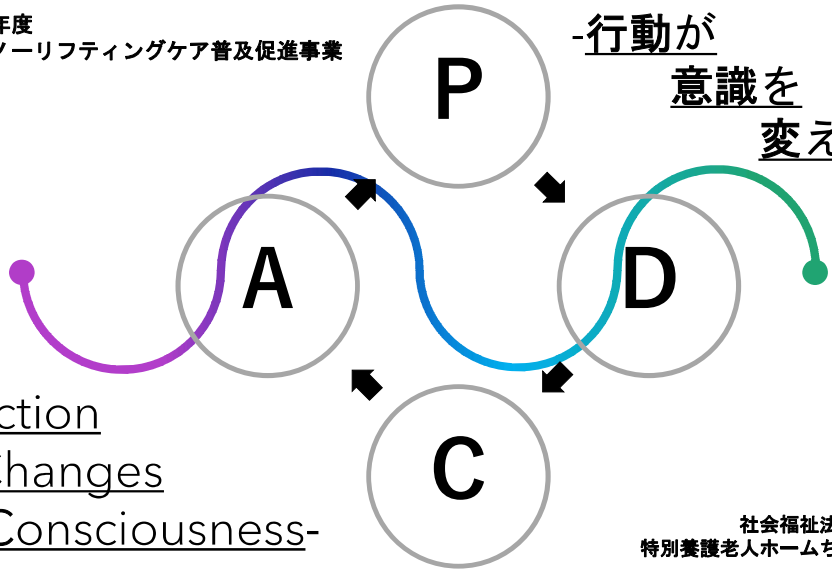 年度
ノーリフティングケア普及促進事業
-行動が
意識を
変え
P
A
D
C
ction
Changes
Consciousness-
社会福祉法
特別養護老人ホームち